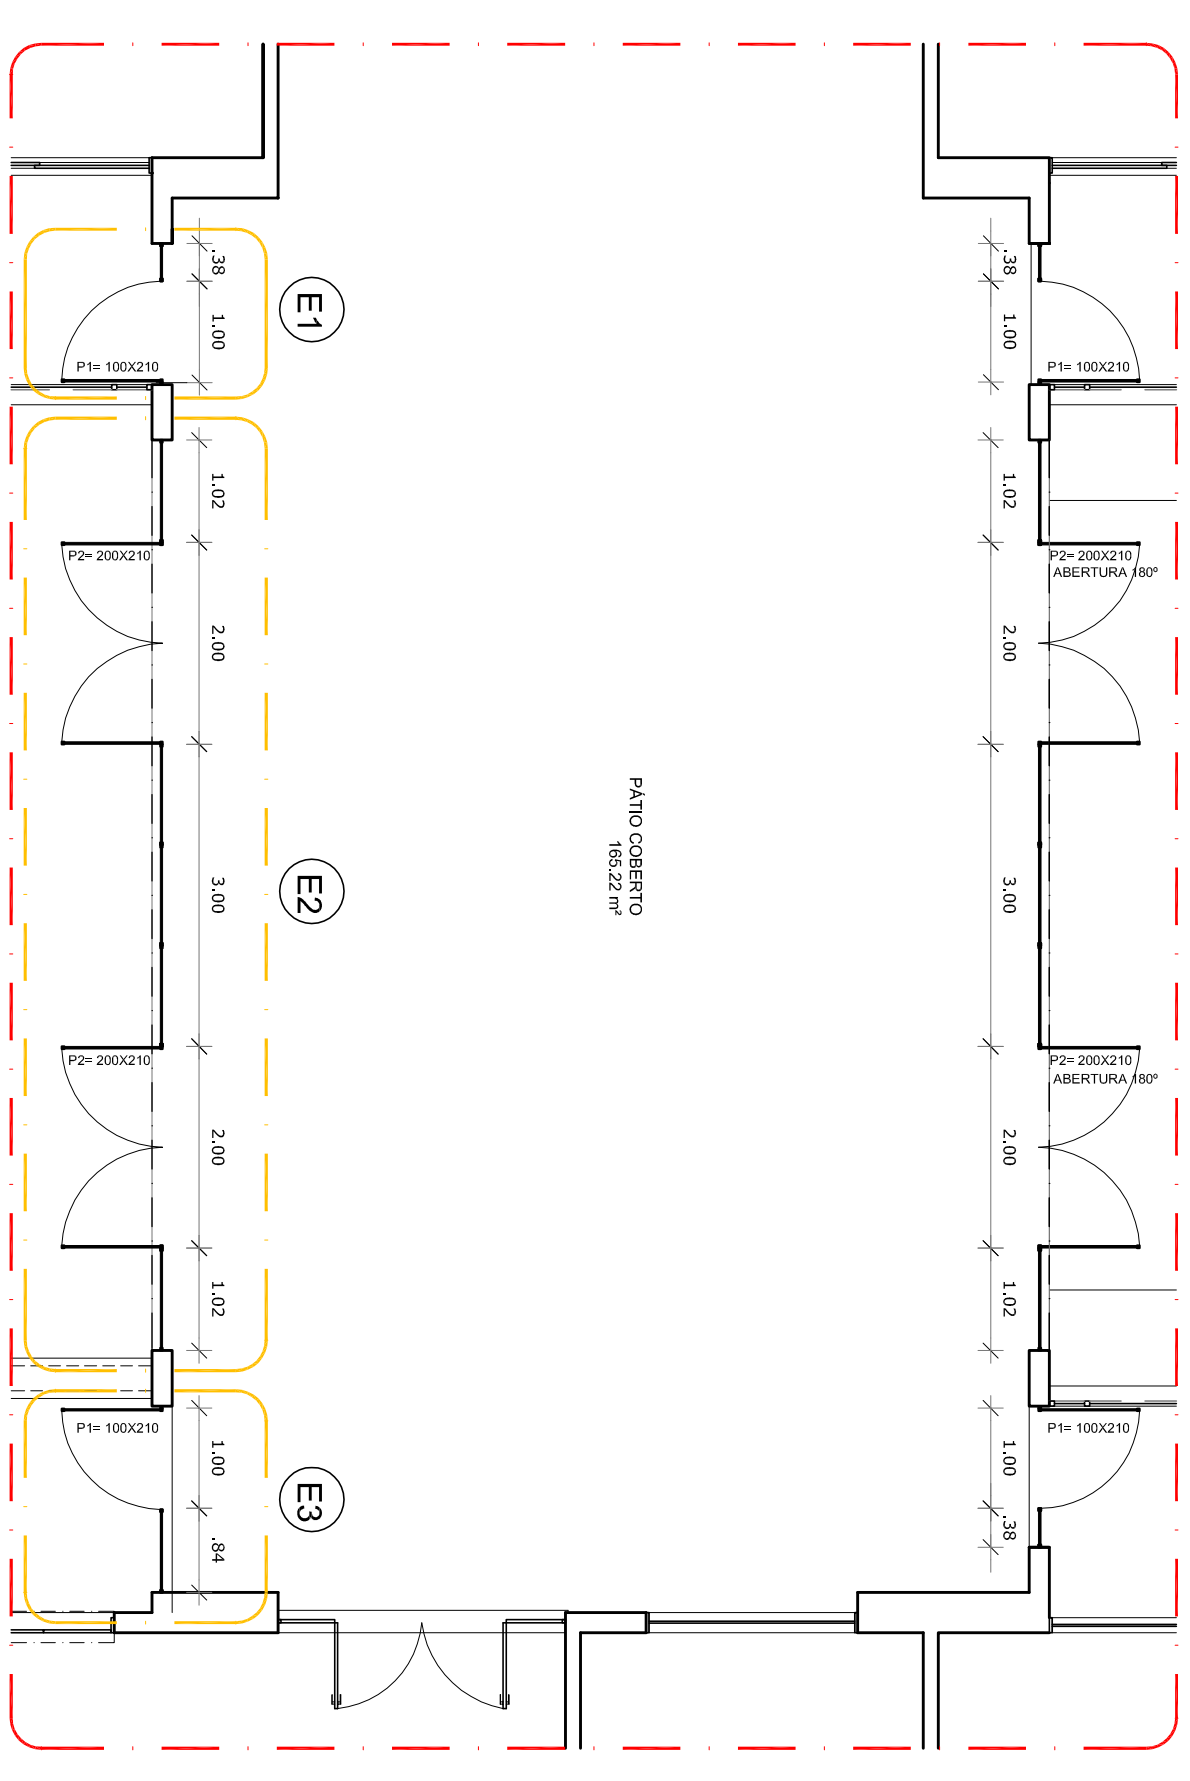 .38
1.00
P1= 100X210
E1
1.02
P2= 200X210
2.00
3.00
E2
P2= 200X210
2.00
1.02
P1= 100X210
1.00
E3
.84
PÁTIO COBERTO
165.22 m²
.38
1.00
P1= 100X210
1.02
P2= 200X210
ABERTURA 180º
2.00
3.00
P2= 200X210
ABERTURA 180º
2.00
1.02
P1= 100X210
1.00
.38